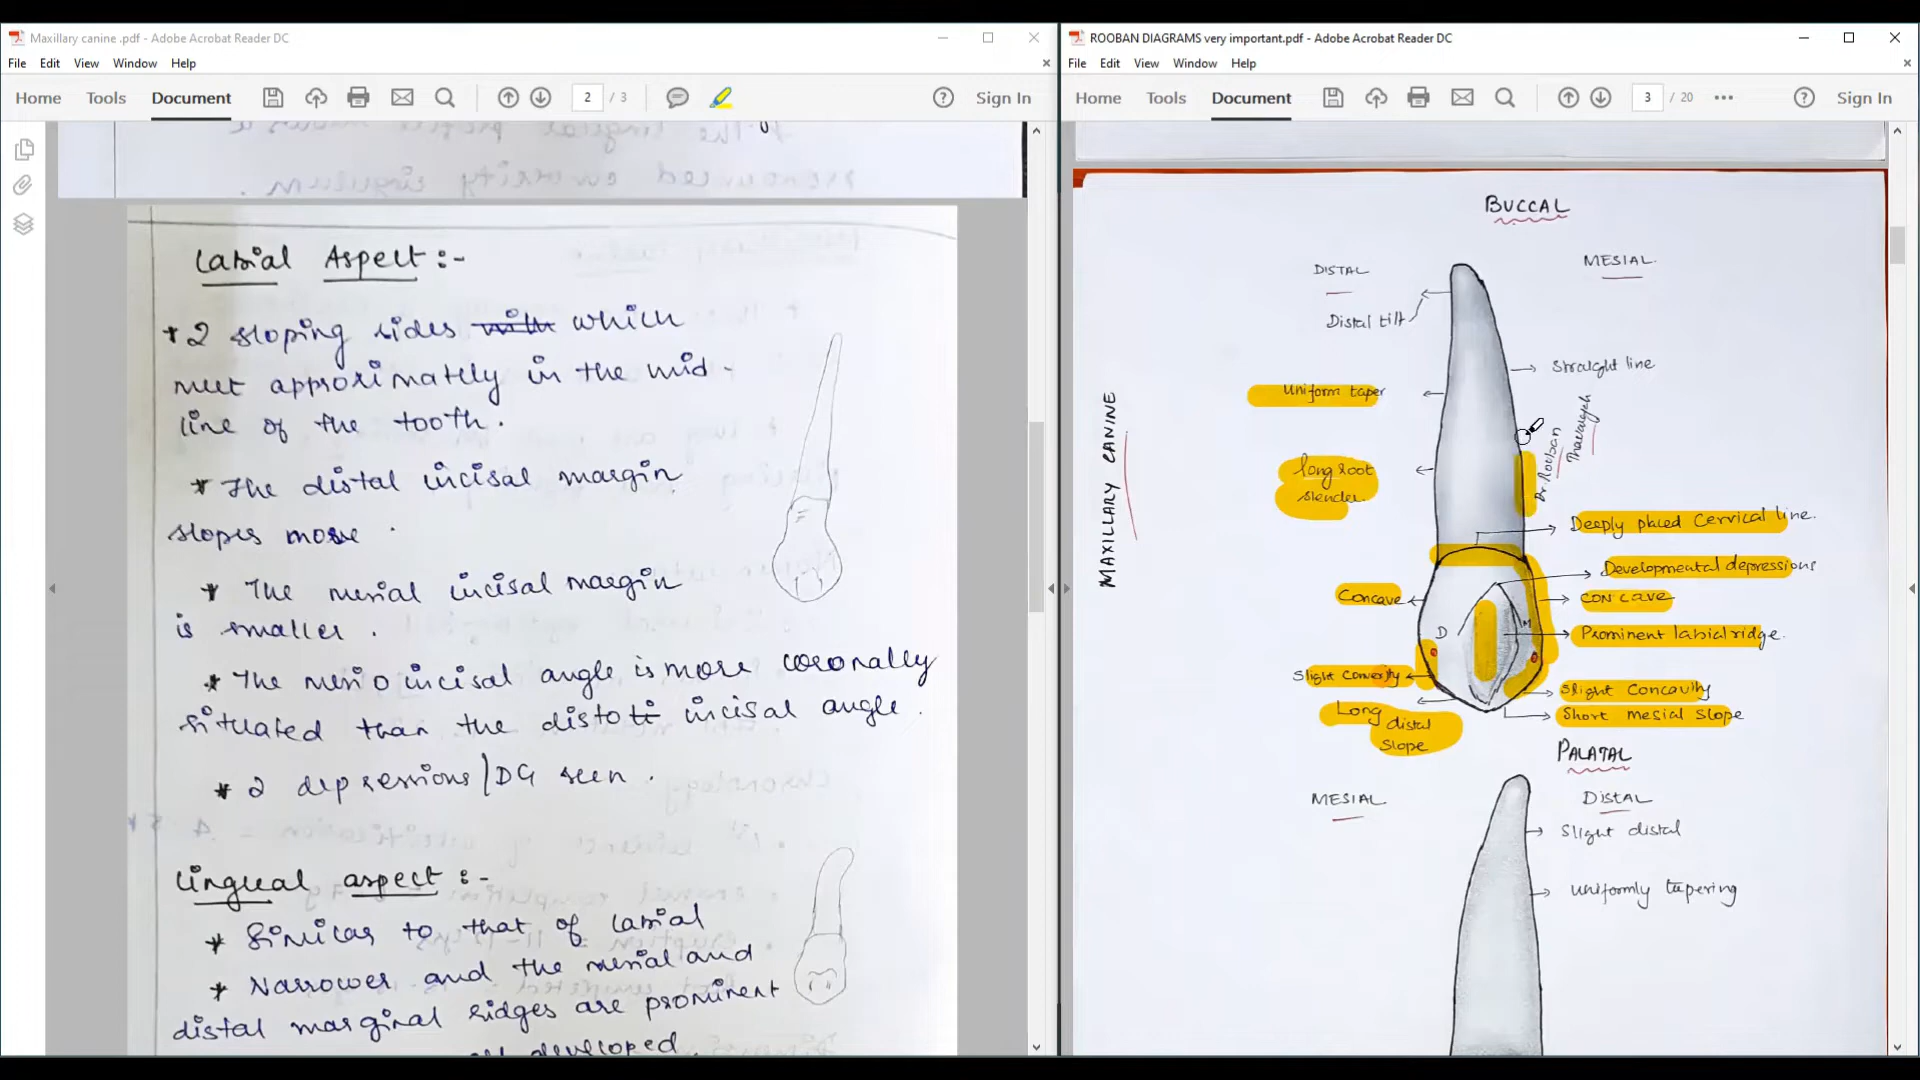 Maxillary canine .pdf - Adobe Acrobat Reader DC
File Edit View Window Help
Home Tools Document 2 / 3 Sign In
Labial Aspect :-
* 2 sloping sides with which
meet approximately in the mid -
line of the tooth.
* The distal incisal margin
slopes more .
* The mesial incisal margin
is smaller .
* The mesio incisal angle is more coronally
situated than the disto ti incisal angle .
* 2 depressions / DG seen .
Lingual aspect :-
* Similar to that of labial
* Narrower and the mesial and
distal marginal ridges are prominent
developed.
ROOBAN DIAGRAMS very important.pdf - Adobe Acrobat Reader DC
File Edit View Window Help
Home Tools Document 3 / 20 Sign In
BUCCAL
DISTAL
MESIAL
Distal tilt
Straight line
Uniform taper
MAXILLARY CANINE
Dr. Rooban
Thavarajah
long root
slender
Deeply placed Cervical line.
Developmental depressions
Concave
CONCAVE
D
M
Prominent labial ridge.
Slight convexity
Slight Concavity
Long distal
slope
Short mesial slope
PALATAL
MESIAL
DISTAL
Slight distal
uniformly tapering